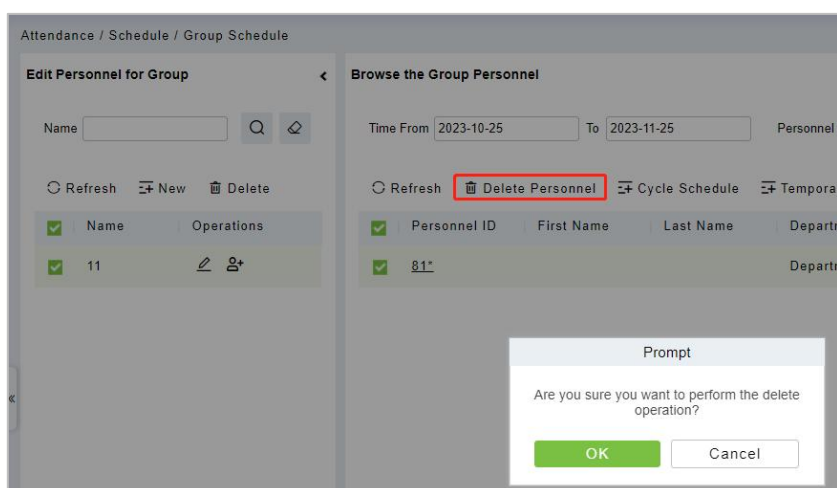 Attendance / Schedule / Group Schedule
Edit Personnel for Group
Browse the Group Personnel
Name
Time From 2023-10-25 To 2023-11-25 Personnel
Refresh New Delete
Refresh Delete Personnel Cycle Schedule Tempora
Name Operations
Personnel ID First Name Last Name Departr
11
81* Departr
Prompt
Are you sure you want to perform the delete
operation?
OK Cancel